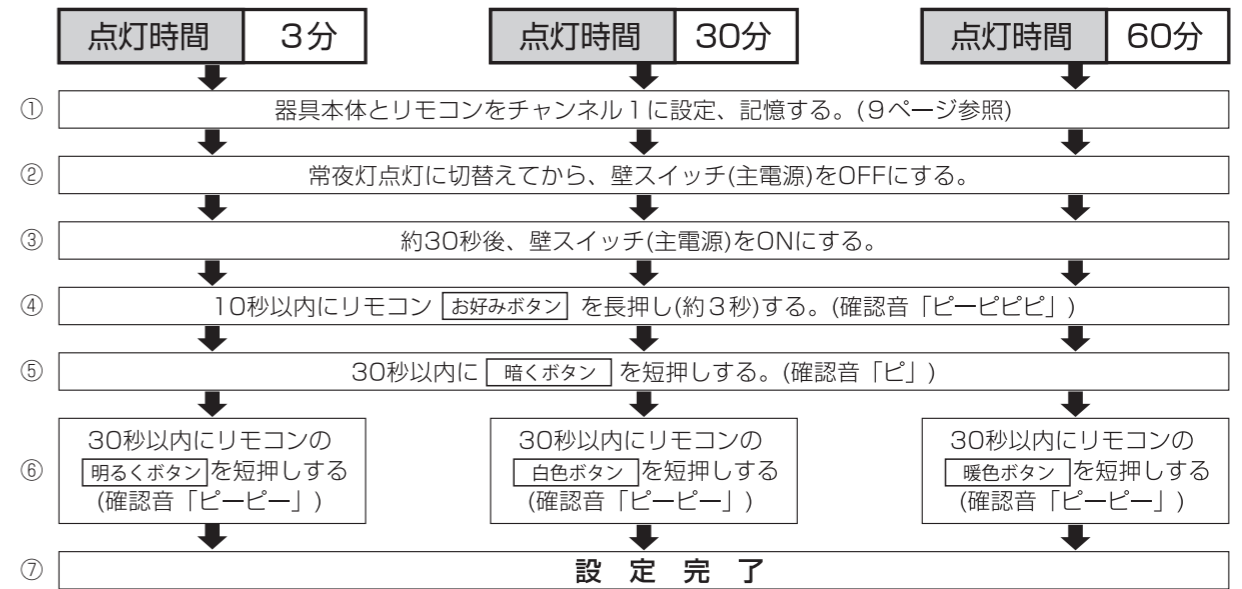 点灯時間 3分 点灯時間 30分 点灯時間 60分
① 器具本体とリモコンをチャンネル1に設定、記憶する。(9ページ参照)
② 常夜灯点灯に切替えてから、壁スイッチ(主電源)をOFFにする。
③ 約30秒後、壁スイッチ(主電源)をONにする。
④ 10秒以内にリモコン お好みボタン を長押し(約3秒)する。(確認音「ピーピピピ」)
⑤ 30秒以内に 暗くボタン を短押しする。(確認音「ピ」)
⑥
30秒以内にリモコンの
明るくボタン を短押しする
(確認音「ピーピー」)
30秒以内にリモコンの
白色ボタン を短押しする
(確認音「ピーピー」)
30秒以内にリモコンの
暖色ボタン を短押しする
(確認音「ピーピー」)
⑦ 設 定 完 了